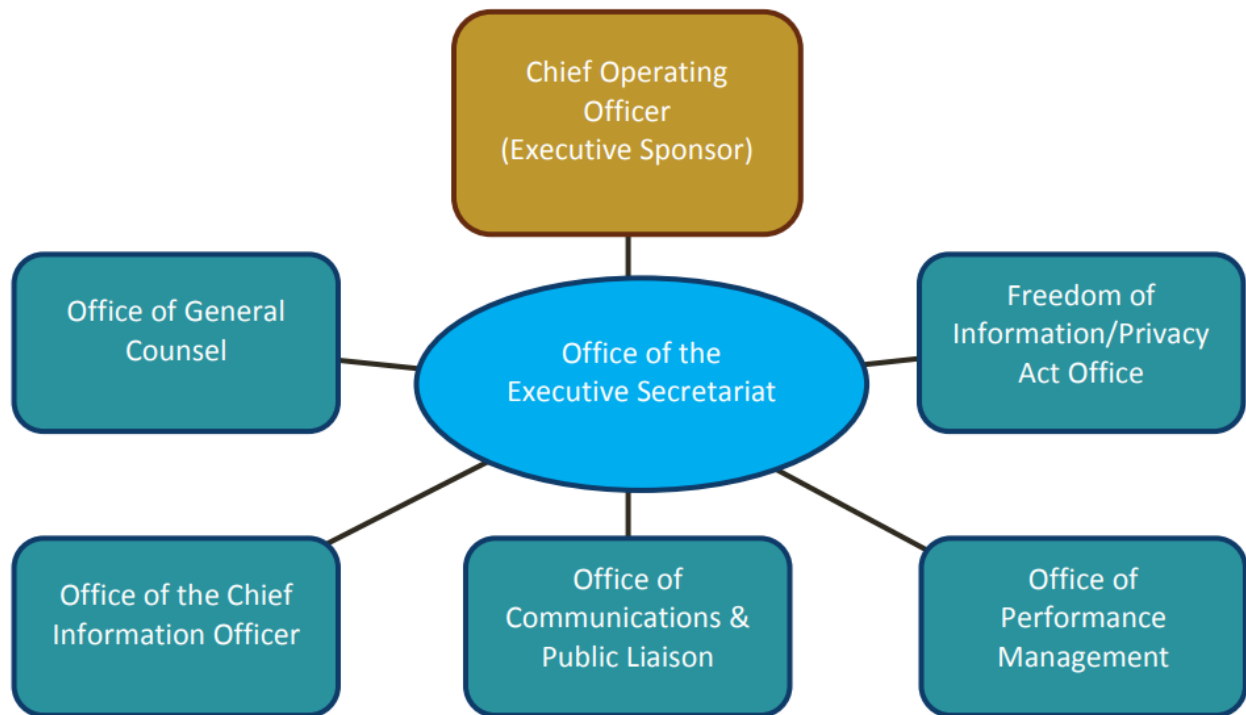 Chief Operating
Officer
(Executive Sponsor)
Office of General
Counsel
Office of the
Executive Secretariat
Freedom of
Information/Privacy
Act Office
Office of the Chief
Information Officer
Office of
Communications &
Public Liaison
Office of
Performance
Management